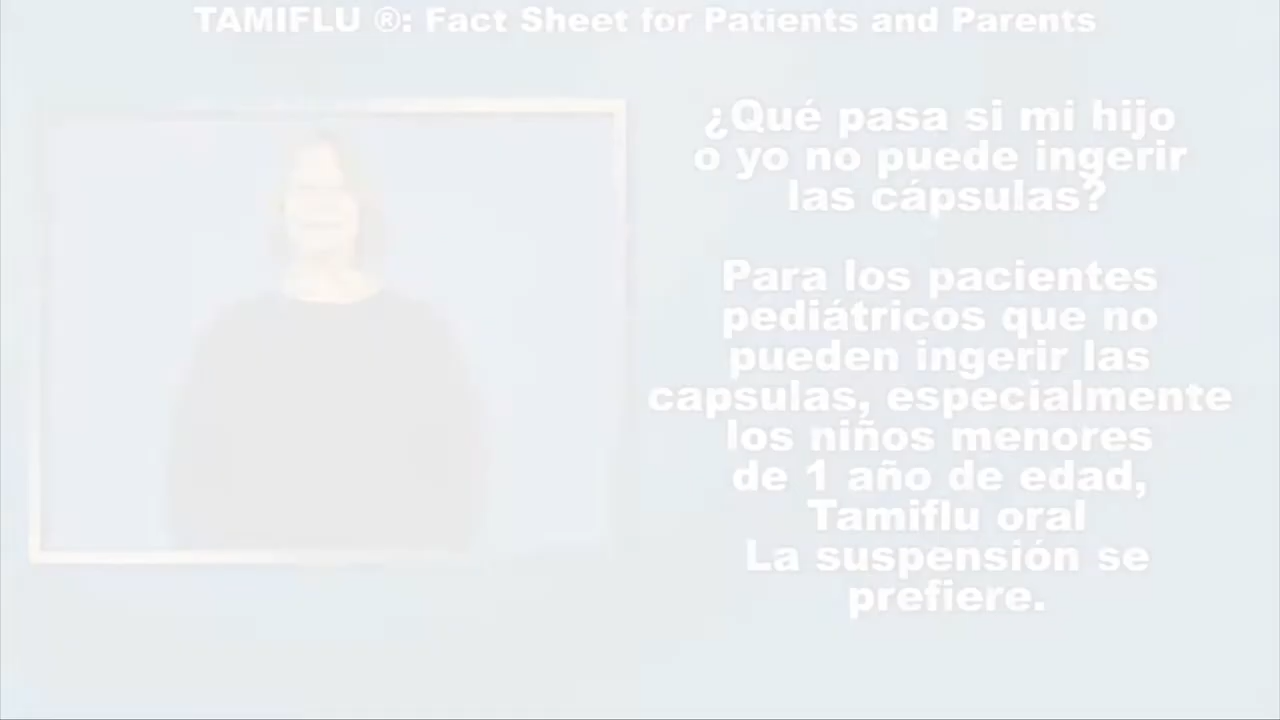 TAMIFLU ®: Fact Sheet for Patients and Parents
¿Qué pasa si mi hijo
o yo no puede ingerir
las cápsulas?
Para los pacientes
pediátricos que no
pueden ingerir las
capsulas, especialmente
los niños menores
de 1 año de edad,
Tamiflu oral
La suspensión se
prefiere.